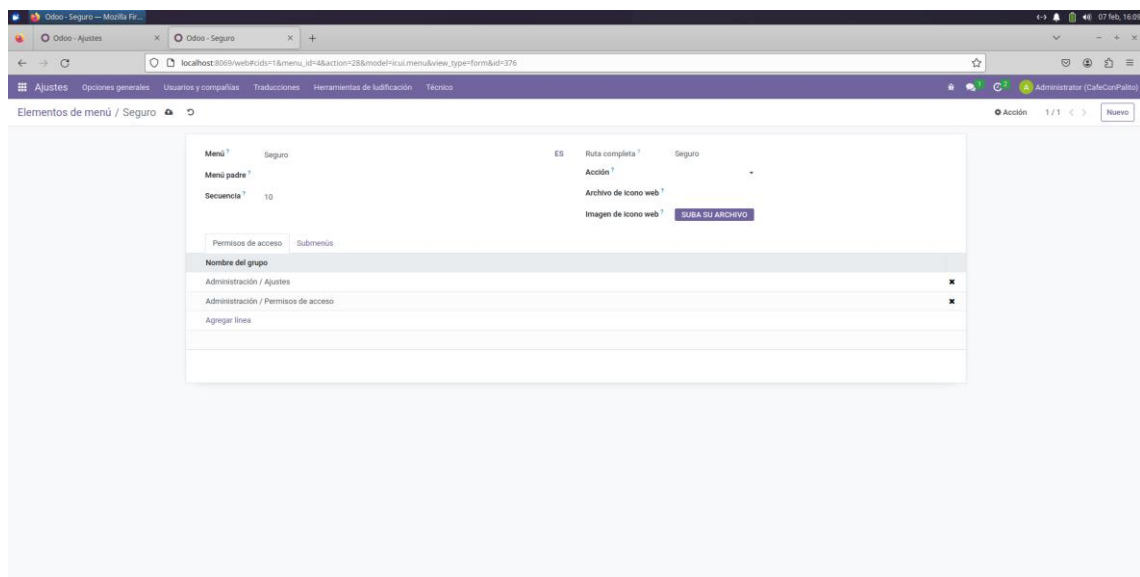 Odoo - Seguro — Mozilla Fir...
07 feb, 16:09
Odoo - Ajustes
Odoo - Seguro
localhost:8069/web#cids=1&menu_id=4&action=28&model=ir.ui.menu&view_type=form&id=376
Ajustes Opciones generales Usuarios y compañías Traducciones Herramientas de ludificación Técnico
1 2 A Administrator (CafeConPalito)
Elementos de menú / Seguro
Acción 1 / 1 Nuevo
Menú ? Seguro ES Ruta completa ? Seguro
Menú padre ? Acción ?
Secuencia ? 10 Archivo de icono web ?
Imagen de icono web ? SUBA SU ARCHIVO
Permisos de acceso Submenús
Nombre del grupo
Administración / Ajustes
Administración / Permisos de acceso
Agregar línea